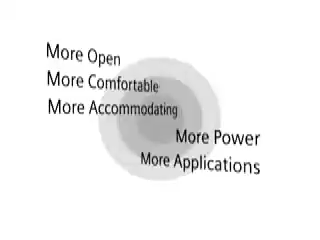 More Open
More Comfortable
More Accommodating
More Power
More Applications